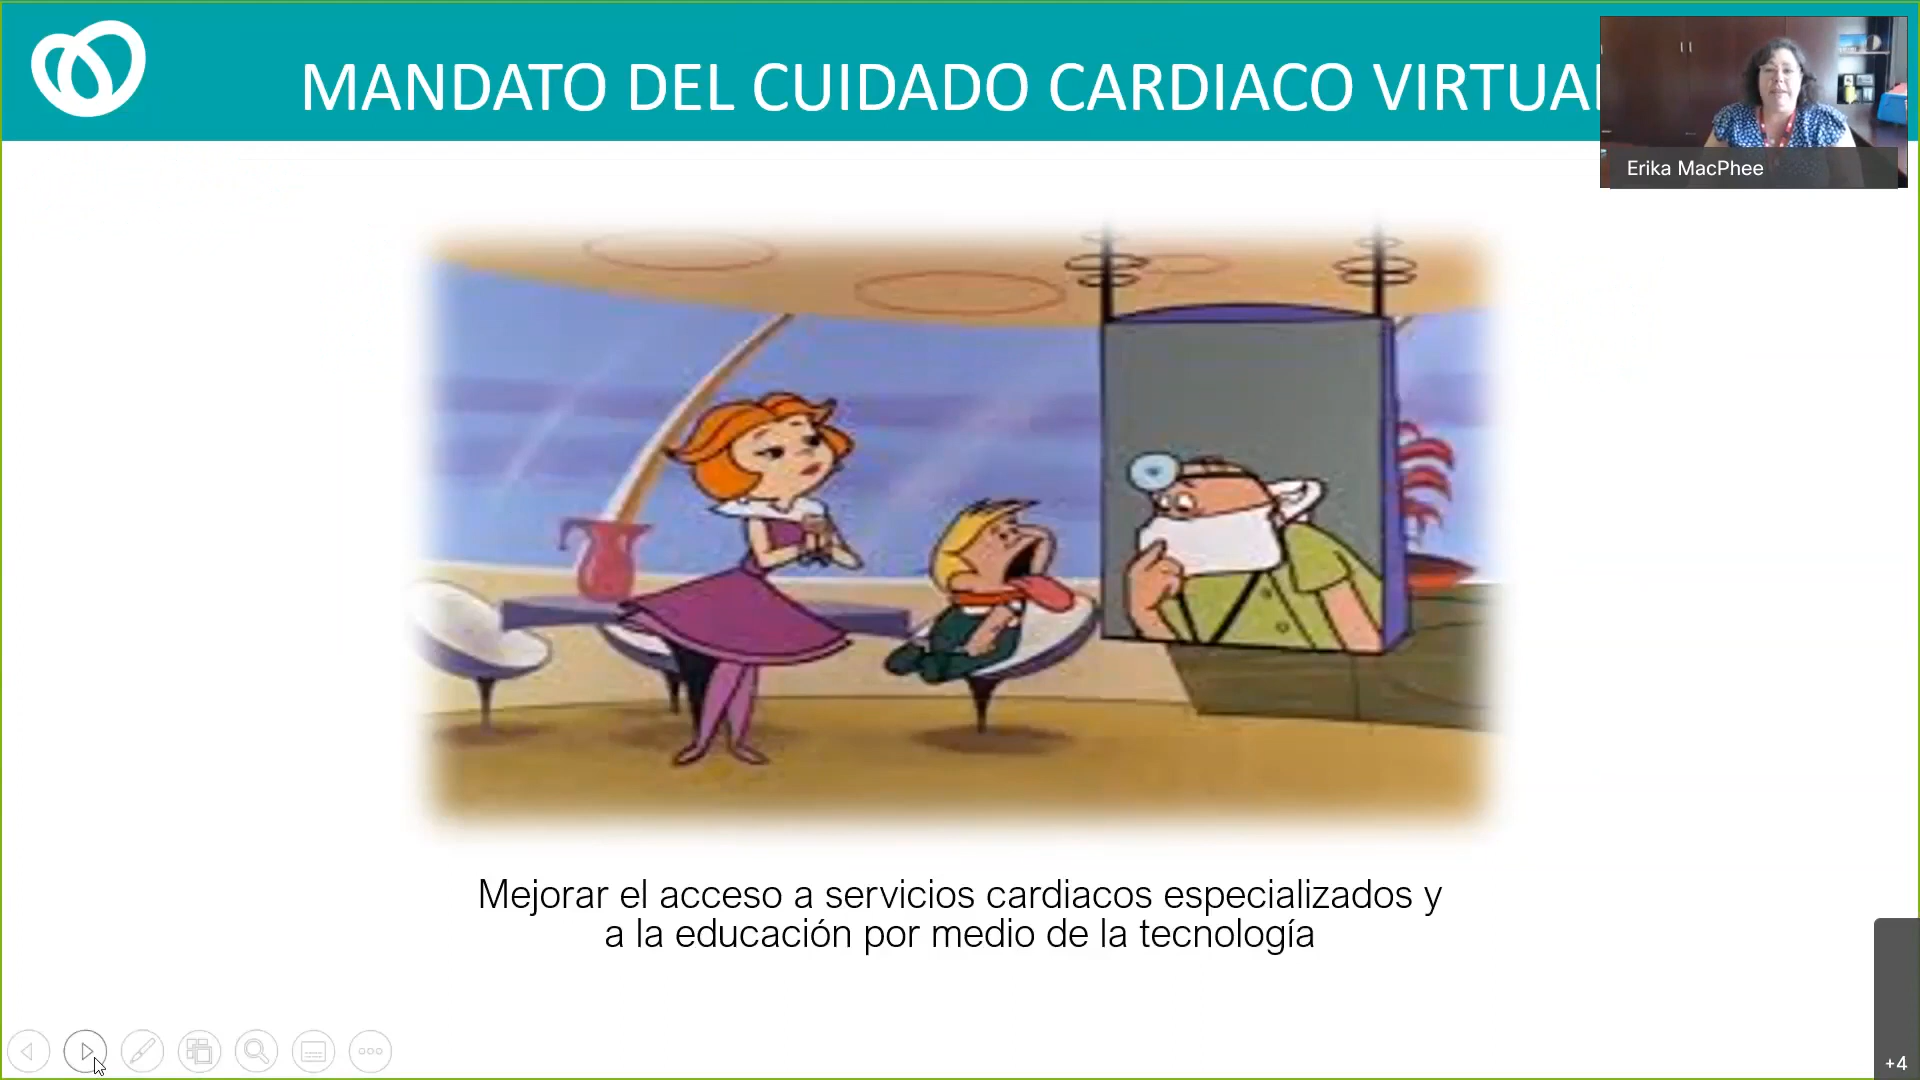 MANDATO DEL CUIDADO CARDIACO VIRTUAL
Erika MacPhee
Mejorar el acceso a servicios cardiacos especializados y
a la educación por medio de la tecnología
+4